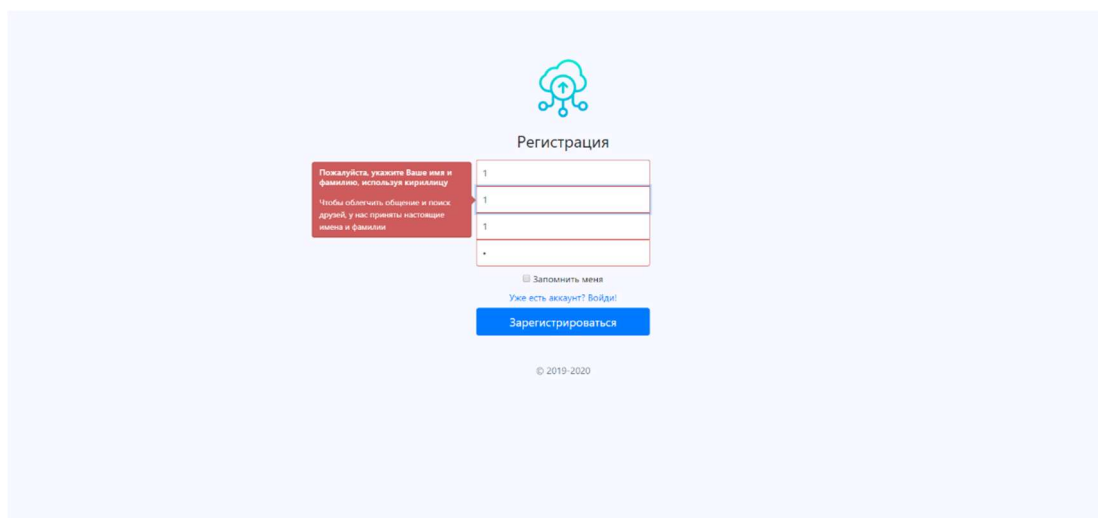 Регистрация
Пожалуйста, укажите Ваше имя и
фамилию, используя кириллицу
Чтобы облегчить общение и поиск
друзей, у нас приняты настоящие
имена и фамилии
1
1
1
•
Запомнить меня
Уже есть аккаунт? Войди!
Зарегистрироваться
© 2019-2020